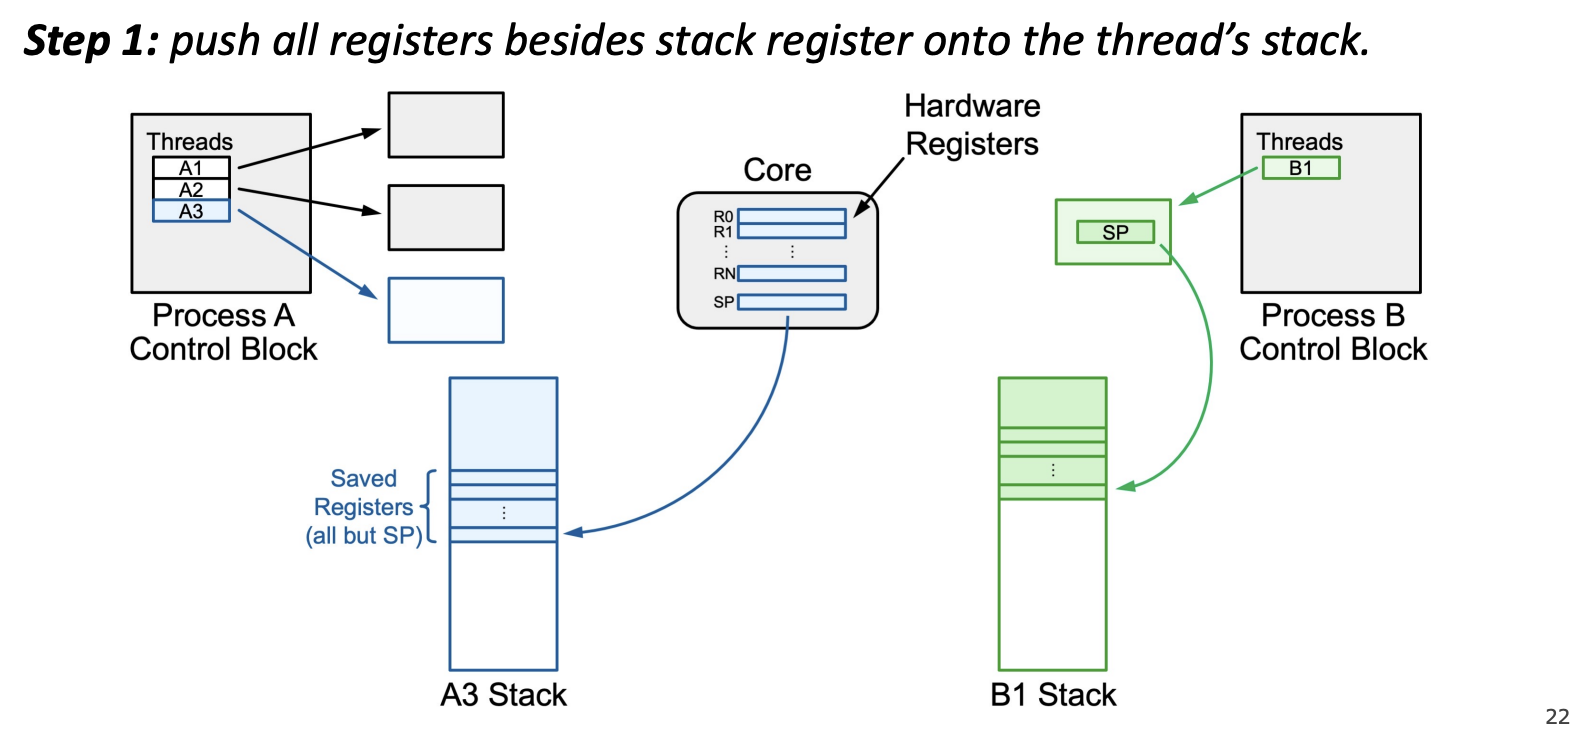 Step 1: push all registers besides stack register onto the thread's stack.
Threads
A1
A2
A3
Process A
Control Block
Core
Hardware
Registers
R0
R1
⋮ ⋮
RN
SP
Threads
B1
SP
Process B
Control Block
Saved
Registers
(all but SP)
⋮
A3 Stack
⋮
B1 Stack
22